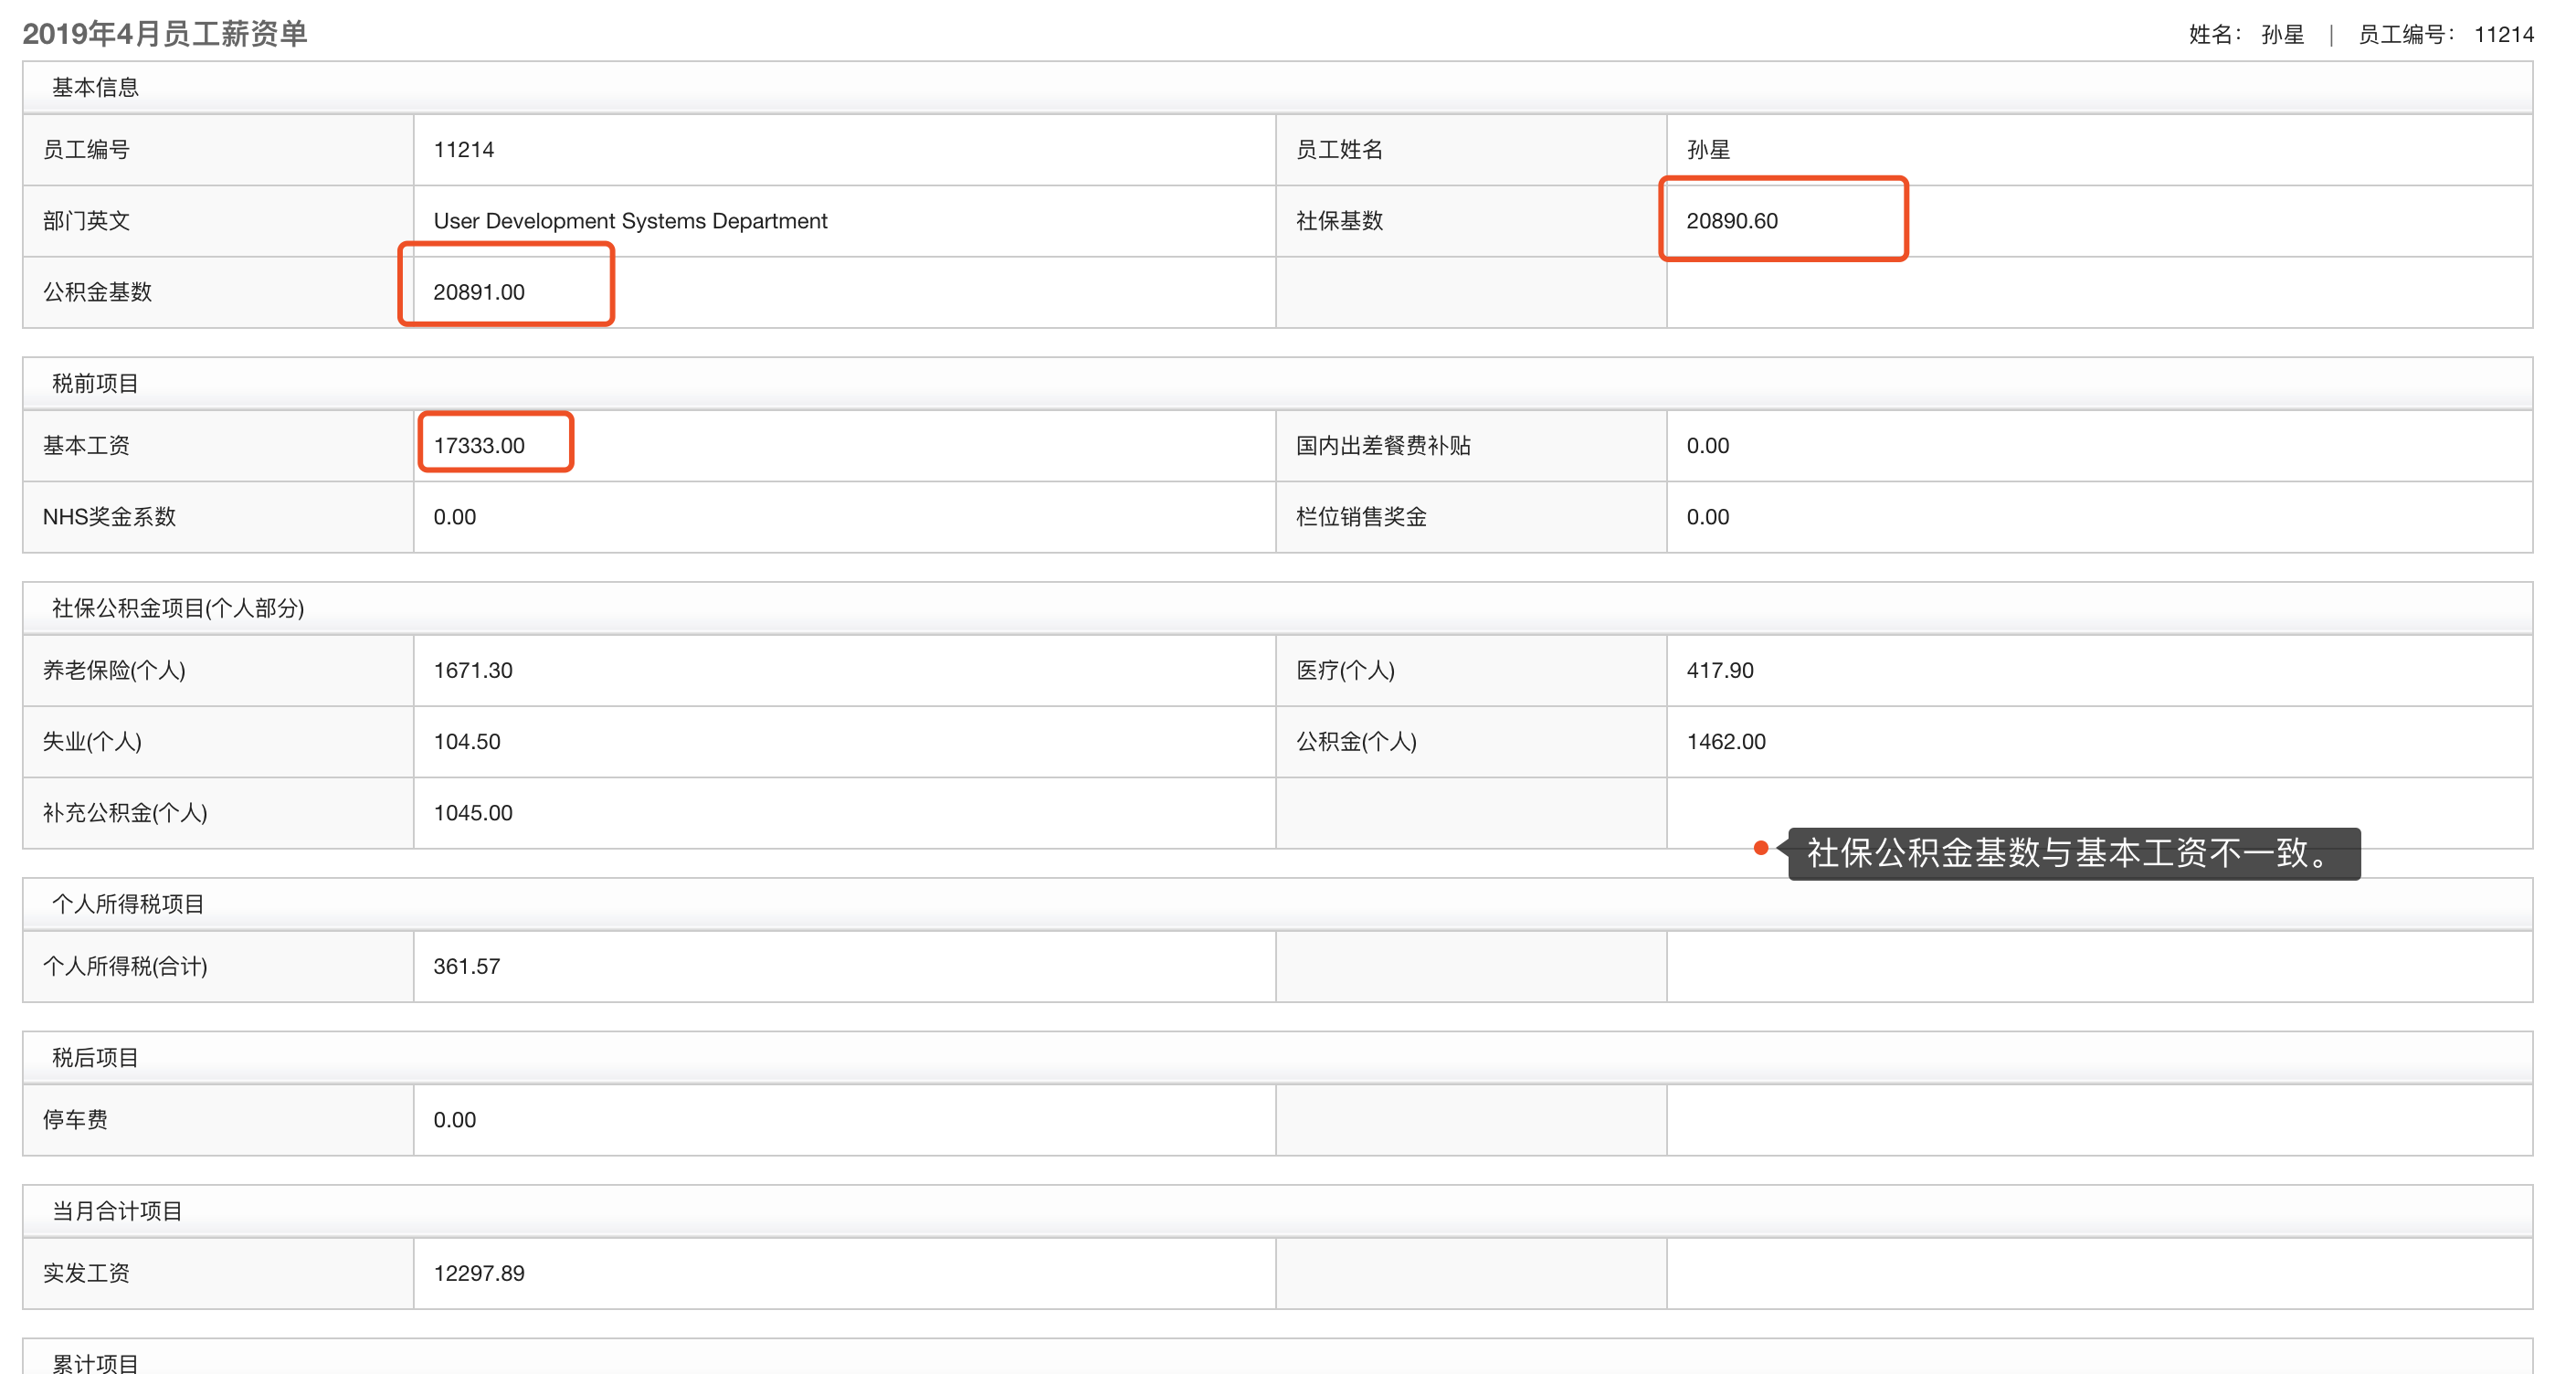 2019年4月员工薪资单 姓名： 孙星 | 员工编号： 11214
基本信息
员工编号 11214 员工姓名 孙星
部门英文 User Development Systems Department 社保基数 20890.60
公积金基数 20891.00
税前项目
基本工资 17333.00 国内出差餐费补贴 0.00
NHS奖金系数 0.00 栏位销售奖金 0.00
社保公积金项目(个人部分)
养老保险(个人) 1671.30 医疗(个人) 417.90
失业(个人) 104.50 公积金(个人) 1462.00
补充公积金(个人) 1045.00
社保公积金基数与基本工资不一致。
个人所得税项目
个人所得税(合计) 361.57
税后项目
停车费 0.00
当月合计项目
实发工资 12297.89
累计项目